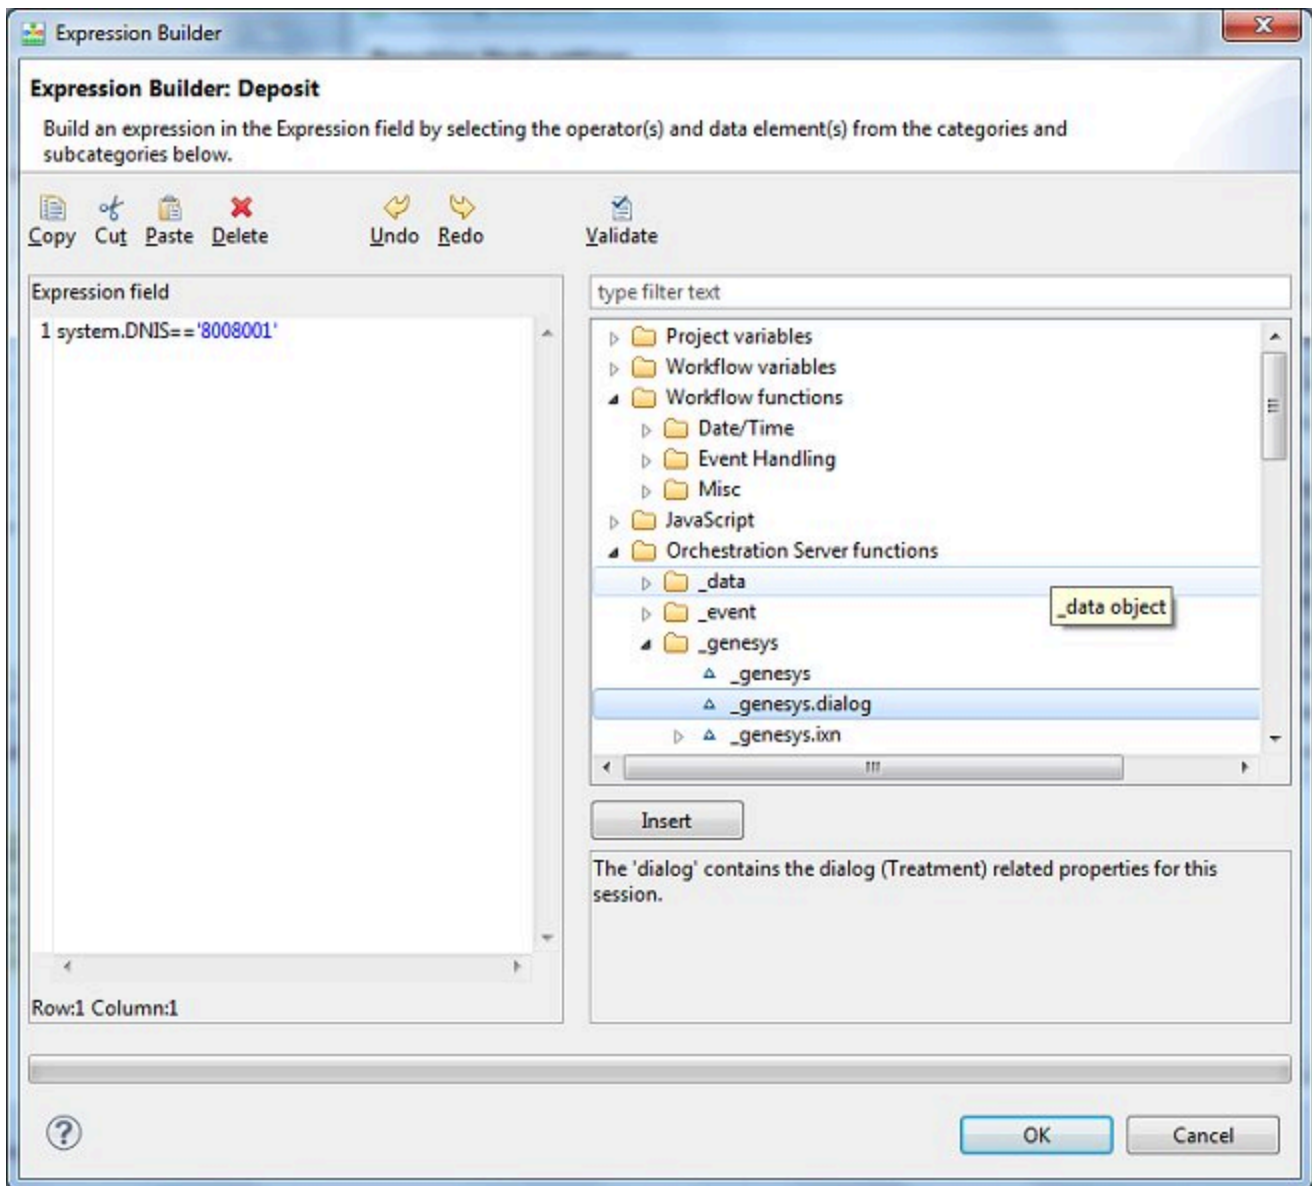 Expression Builder
Expression Builder: Deposit
Build an expression in the Expression field by selecting the operator(s) and data element(s) from the categories and
subcategories below.
Copy Cut Paste Delete Undo Redo Validate
Expression field
type filter text
1 system.DNIS=='8008001'
Project variables
Workflow variables
Workflow functions
Date/Time
Event Handling
Misc
JavaScript
Orchestration Server functions
_data
_data object
_event
_genesys
_genesys
_genesys.dialog
_genesys.ixn
Insert
The 'dialog' contains the dialog (Treatment) related properties for this
session.
Row:1 Column:1
OK Cancel